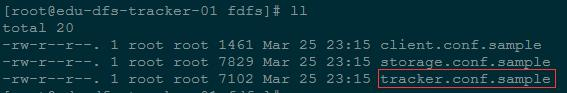 [root@edu-dfs-tracker-01 fdfs]# ll
total 20
-rw-r--r--. 1 root root 1461 Mar 25 23:15 client.conf.sample
-rw-r--r--. 1 root root 7829 Mar 25 23:15 storage.conf.sample
-rw-r--r--. 1 root root 7102 Mar 25 23:15 tracker.conf.sample